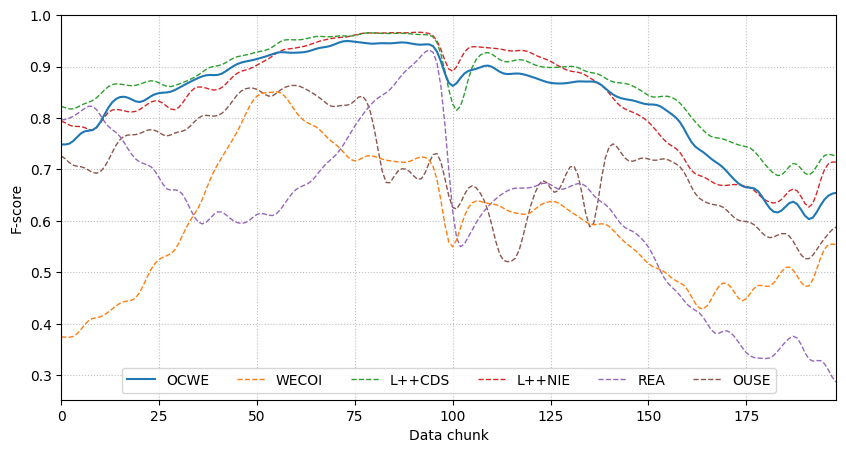 1.0
0.9
0.8
0.7
0.6
0.5
0.4
0.3
F-score
OCWE WECOI L++CDS L++NIE REA OUSE
0 25 50 75 100 125 150 175
Data chunk